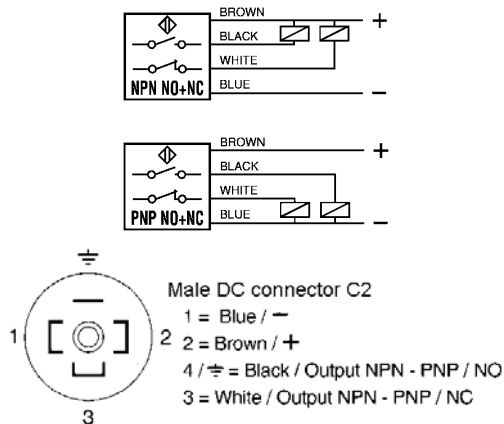 BROWN
+
BLACK
WHITE
NPN NO+NC
BLUE
−
BROWN
+
BLACK
WHITE
PNP NO+NC
BLUE
−
Male DC connector C2
1 = Blue / −
1
2
2 = Brown / +
4 / ⏚ = Black / Output NPN - PNP / NO
3 = White / Output NPN - PNP / NC
3